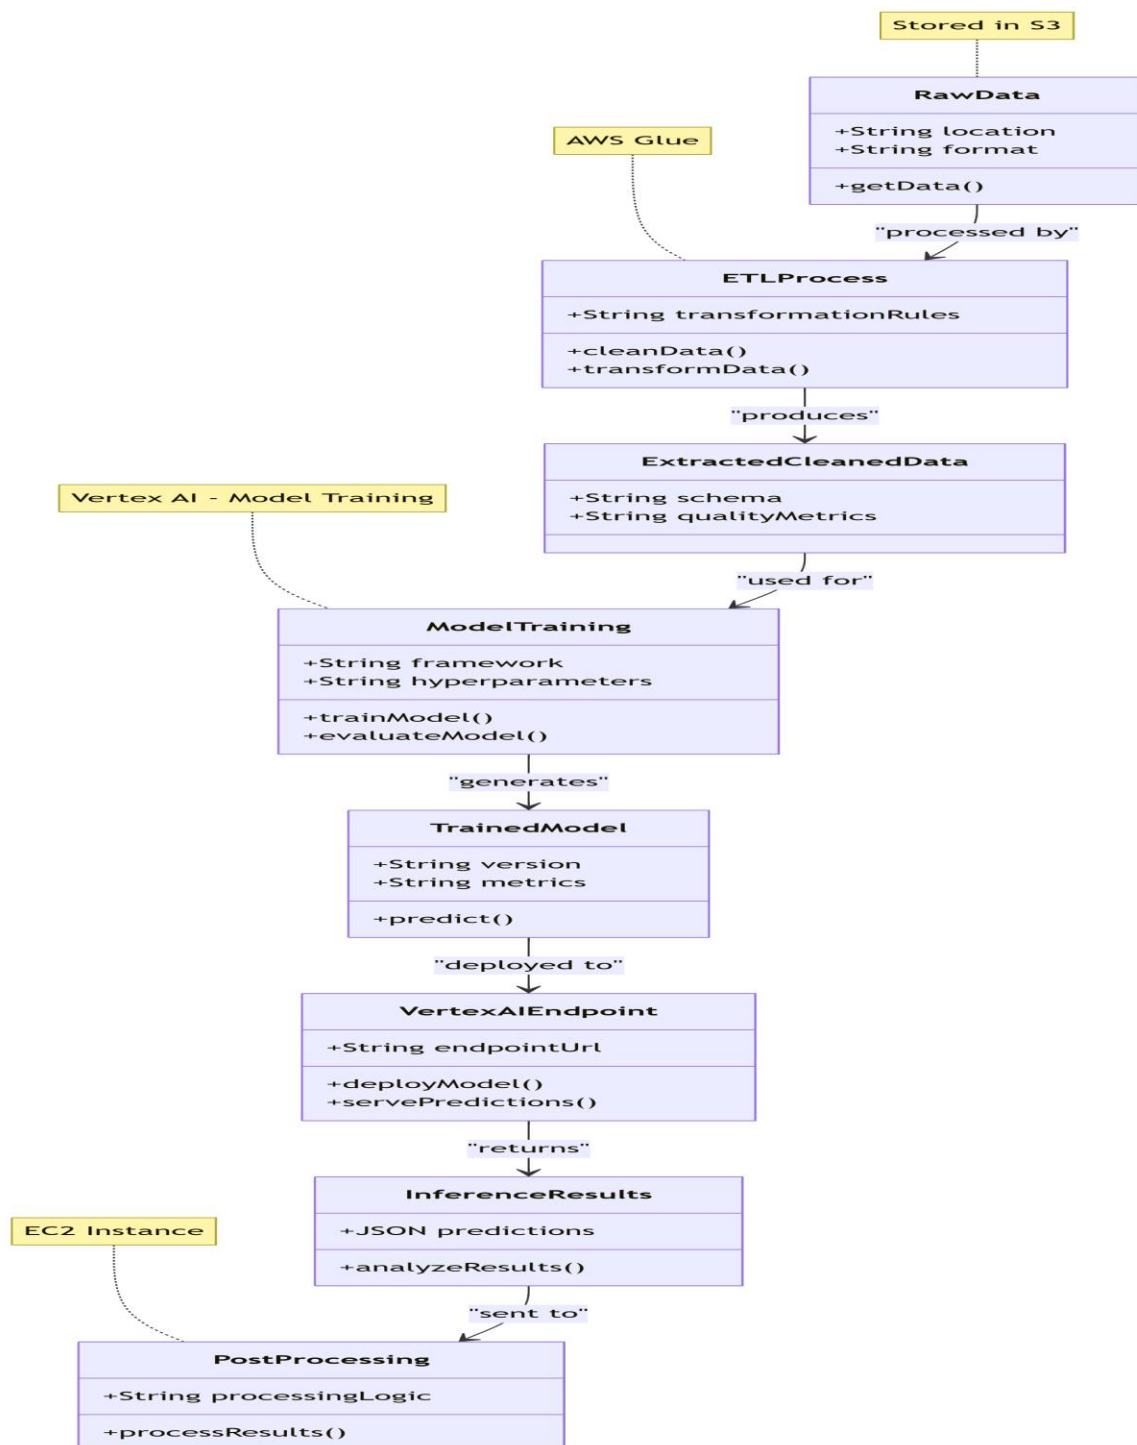 Stored in S3
RawData
+String location
+String format
+getData()
AWS Glue
"processed by"
ETLProcess
+String transformationRules
+cleanData()
+transformData()
"produces"
ExtractedCleanedData
+String schema
+String qualityMetrics
Vertex AI - Model Training
"used for"
ModelTraining
+String framework
+String hyperparameters
+trainModel()
+evaluateModel()
"generates"
TrainedModel
+String version
+String metrics
+predict()
"deployed to"
VertexAIEndpoint
+String endpointUrl
+deployModel()
+servePredictions()
"returns"
InferenceResults
+JSON predictions
+analyzeResults()
EC2 Instance
"sent to"
PostProcessing
+String processingLogic
+processResults()